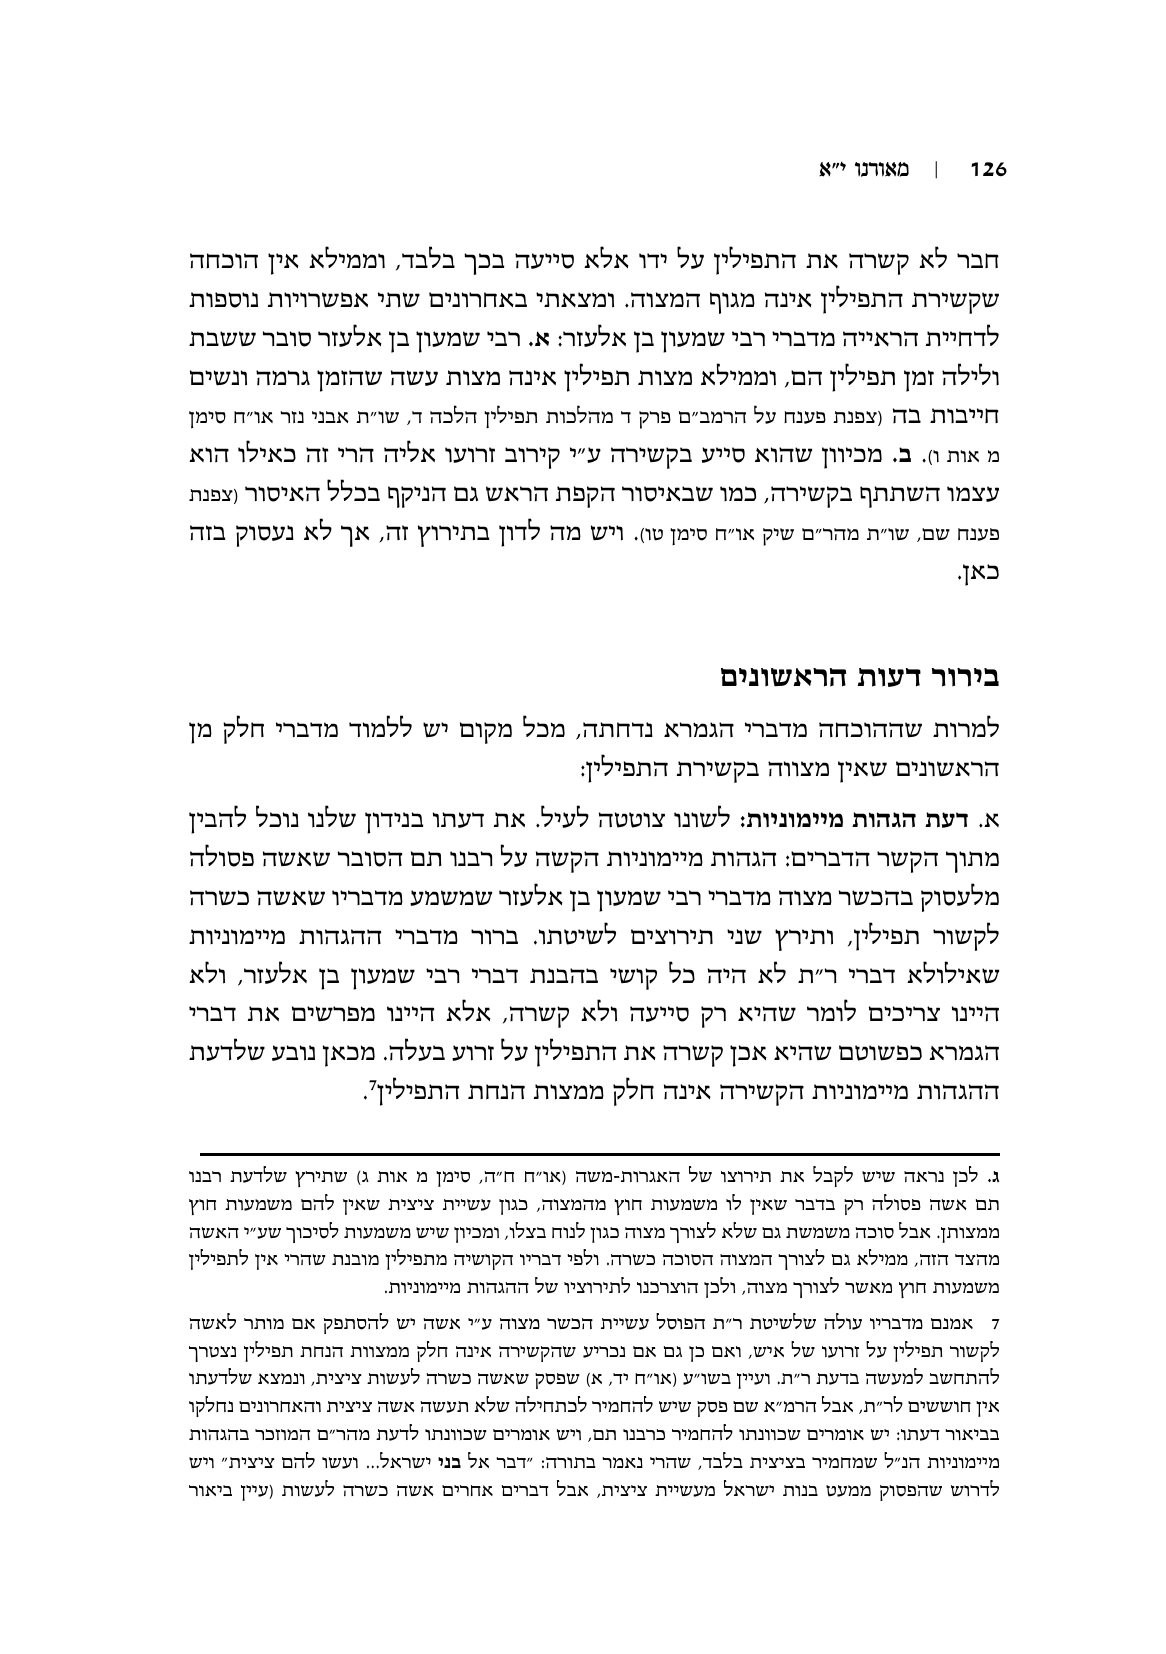 126 | מאורנו י״א
חבר לא קשרה את התפילין על ידו אלא סייעה בכך בלבד, וממילא אין הוכחה
שקשירת התפילין אינה מגוף המצוה. ומצאתי באחרונים שתי אפשרויות נוספות
לדחיית הראייה מדברי רבי שמעון בן אלעזר: א. רבי שמעון בן אלעזר סובר ששבת
ולילה זמן תפילין הם, וממילא מצות תפילין אינה מצות עשה שהזמן גרמה ונשים
חייבות בה (צפנת פענח על הרמב״ם פרק ד מהלכות תפילין הלכה ד, שו״ת אבני נזר או״ח סימן
מ אות ו). ב. מכיוון שהוא סייע בקשירה ע״י קירוב זרועו אליה הרי זה כאילו הוא
עצמו השתתף בקשירה, כמו שבאיסור הקפת הראש גם הניקף בכלל האיסור (צפנת
פענח שם, שו״ת מהר״ם שיק או״ח סימן טו). ויש מה לדון בתירוץ זה, אך לא נעסוק בזה
כאן.
בירור דעות הראשונים
למרות שההוכחה מדברי הגמרא נדחתה, מכל מקום יש ללמוד מדברי חלק מן
הראשונים שאין מצווה בקשירת התפילין:
א. דעת הגהות מיימוניות: לשונו צוטטה לעיל. את דעתו בנידון שלנו נוכל להבין
מתוך הקשר הדברים: הגהות מיימוניות הקשה על רבנו תם הסובר שאשה פסולה
מלעסוק בהכשר מצוה מדברי רבי שמעון בן אלעזר שמשמע מדבריו שאשה כשרה
לקשור תפילין, ותירץ שני תירוצים לשיטתו. ברור מדברי ההגהות מיימוניות
שאילולא דברי ר״ת לא היה כל קושי בהבנת דברי רבי שמעון בן אלעזר, ולא
היינו צריכים לומר שהיא רק סייעה ולא קשרה, אלא היינו מפרשים את דברי
הגמרא כפשוטם שהיא אכן קשרה את התפילין על זרוע בעלה. מכאן נובע שלדעת
ההגהות מיימוניות הקשירה אינה חלק ממצות הנחת התפילין7.
ג. לכן נראה שיש לקבל את תירוצו של האגרות-משה (או״ח ח״ה, סימן מ אות ג) שתירץ שלדעת רבנו
תם אשה פסולה רק בדבר שאין לו משמעות חוץ מהמצוה, כגון עשיית ציצית שאין להם משמעות חוץ
ממצותן. אבל סוכה משמשת גם שלא לצורך מצוה כגון לנוח בצלו, ומכיון שיש משמעות לסיכוך שע״י האשה
מהצד הזה, ממילא גם לצורך המצוה הסוכה כשרה. ולפי דבריו הקושיה מתפילין מובנת שהרי אין לתפילין
משמעות חוץ מאשר לצורך מצוה, ולכן הוצרכנו לתירוציו של ההגהות מיימוניות.
7 אמנם מדבריו עולה שלשיטת ר״ת הפוסל עשיית הכשר מצוה ע״י אשה יש להסתפק אם מותר לאשה
לקשור תפילין על זרועו של איש, ואם כן גם אם נכריע שהקשירה אינה חלק ממצוות הנחת תפילין נצטרך
להתחשב למעשה בדעת ר״ת. ועיין בשו״ע (או״ח יד, א) שפסק שאשה כשרה לעשות ציצית, ונמצא שלדעתו
אין חוששים לר״ת, אבל הרמ״א שם פסק שיש להחמיר לכתחילה שלא תעשה אשה ציצית והאחרונים נחלקו
בביאור דעתו: יש אומרים שכוונתו להחמיר כרבנו תם, ויש אומרים שכוונתו לדעת מהר״ם המוזכר בהגהות
מיימוניות הנ״ל שמחמיר בציצית בלבד, שהרי נאמר בתורה: ״דבר אל בני ישראל... ועשו להם ציצית״ ויש
לדרוש שהפסוק ממעט בנות ישראל מעשיית ציצית, אבל דברים אחרים אשה כשרה לעשות (עיין ביאור